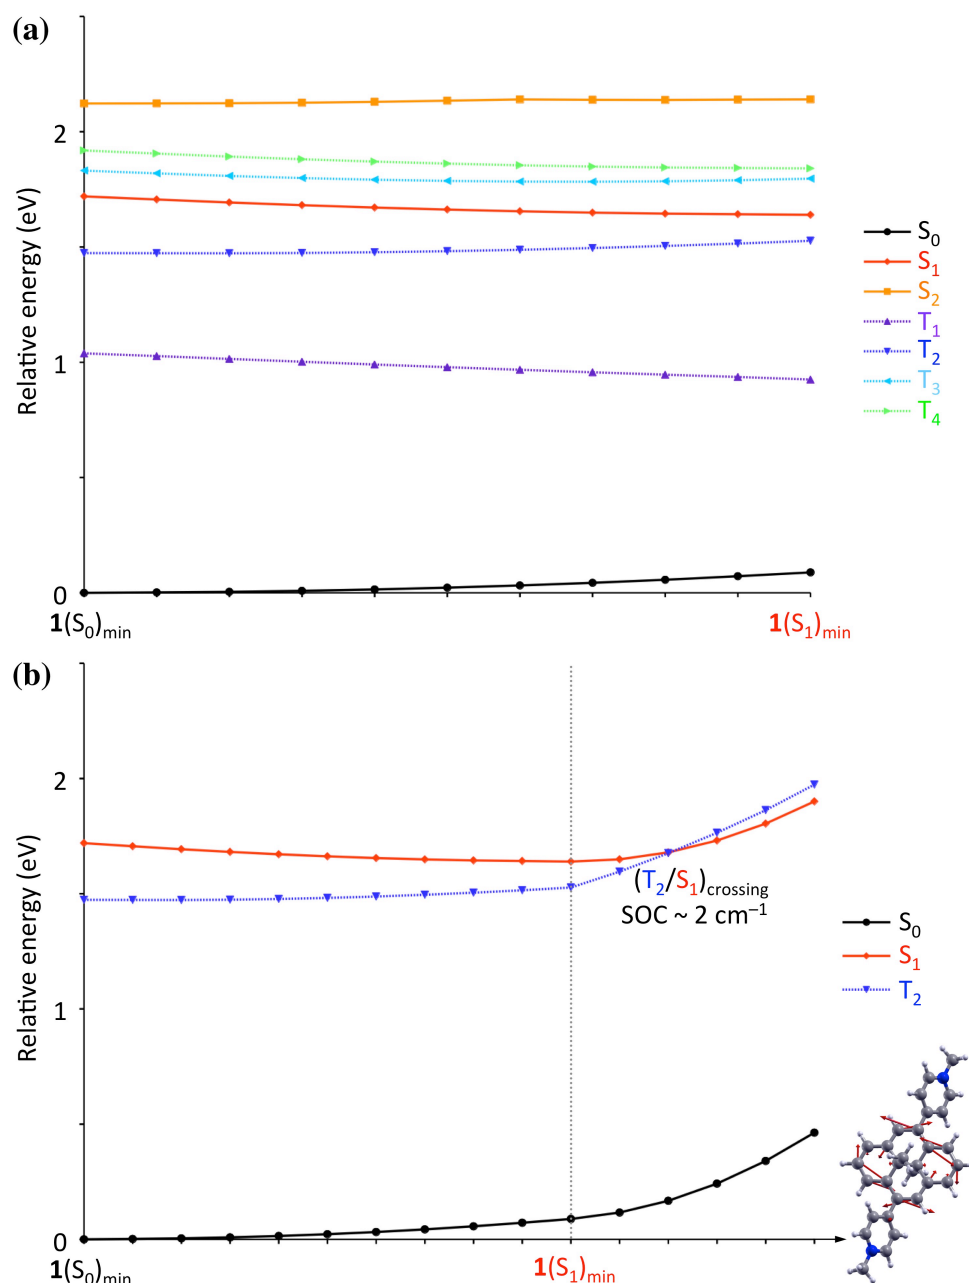 (a)
Relative energy (eV)
2
1
0
1(S₀)min
1(S₁)min
S₀
S₁
S₂
T₁
T₂
T₃
T₄
(b)
Relative energy (eV)
2
1
0
(T₂/S₁)crossing
SOC ~ 2 cm⁻¹
S₀
S₁
T₂
1(S₀)min
1(S₁)min